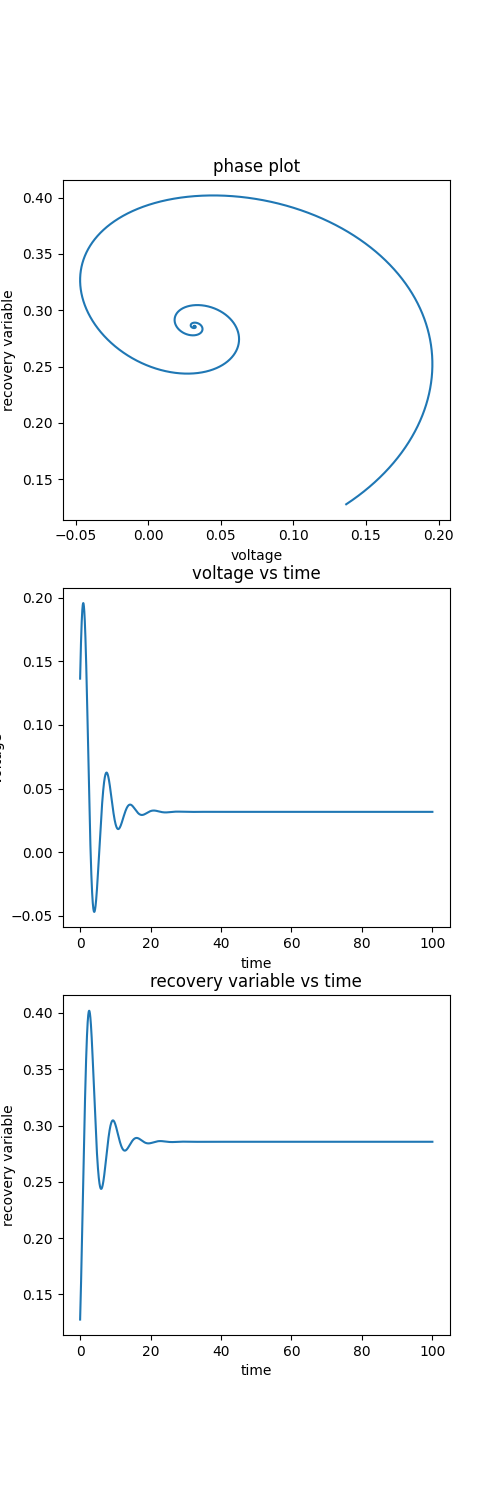 phase plot
0.40
0.35
0.30
0.25
0.20
0.15
recovery variable
−0.05 0.00 0.05 0.10 0.15 0.20
voltage
voltage vs time
0.20
0.15
0.10
0.05
0.00
−0.05
0 20 40 60 80 100
time
recovery variable vs time
0.40
0.35
0.30
0.25
0.20
0.15
recovery variable
0 20 40 60 80 100
time